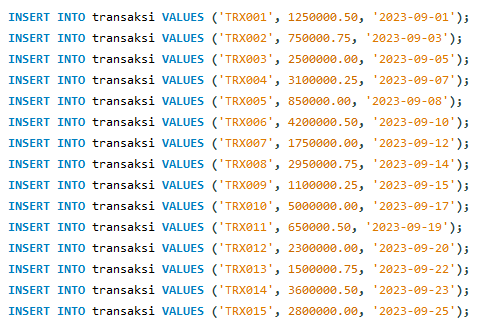 INSERT INTO transaksi VALUES ('TRX001', 1250000.50, '2023-09-01');
INSERT INTO transaksi VALUES ('TRX002', 750000.75, '2023-09-03');
INSERT INTO transaksi VALUES ('TRX003', 2500000.00, '2023-09-05');
INSERT INTO transaksi VALUES ('TRX004', 3100000.25, '2023-09-07');
INSERT INTO transaksi VALUES ('TRX005', 850000.00, '2023-09-08');
INSERT INTO transaksi VALUES ('TRX006', 4200000.50, '2023-09-10');
INSERT INTO transaksi VALUES ('TRX007', 1750000.00, '2023-09-12');
INSERT INTO transaksi VALUES ('TRX008', 2950000.75, '2023-09-14');
INSERT INTO transaksi VALUES ('TRX009', 1100000.25, '2023-09-15');
INSERT INTO transaksi VALUES ('TRX010', 5000000.00, '2023-09-17');
INSERT INTO transaksi VALUES ('TRX011', 650000.50, '2023-09-19');
INSERT INTO transaksi VALUES ('TRX012', 2300000.00, '2023-09-20');
INSERT INTO transaksi VALUES ('TRX013', 1500000.75, '2023-09-22');
INSERT INTO transaksi VALUES ('TRX014', 3600000.50, '2023-09-23');
INSERT INTO transaksi VALUES ('TRX015', 2800000.00, '2023-09-25');